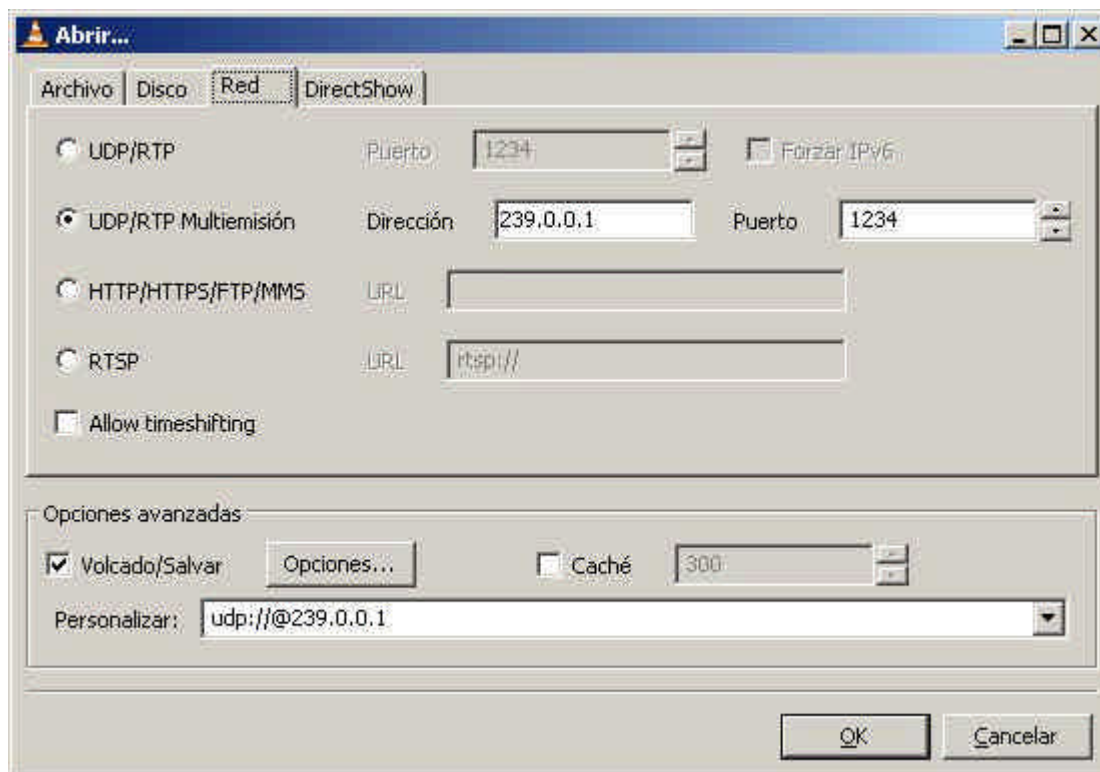 Abrir...
Archivo Disco Red DirectShow
UDP/RTP Puerto 1234 Forzar IPv6
UDP/RTP Multiemisión Dirección 239.0.0.1 Puerto 1234
HTTP/HTTPS/FTP/MMS URL
RTSP URL rtsp://
Allow timeshifting
Opciones avanzadas
Volcado/Salvar Opciones... Caché 300
Personalizar: udp://@239.0.0.1
OK Cancelar